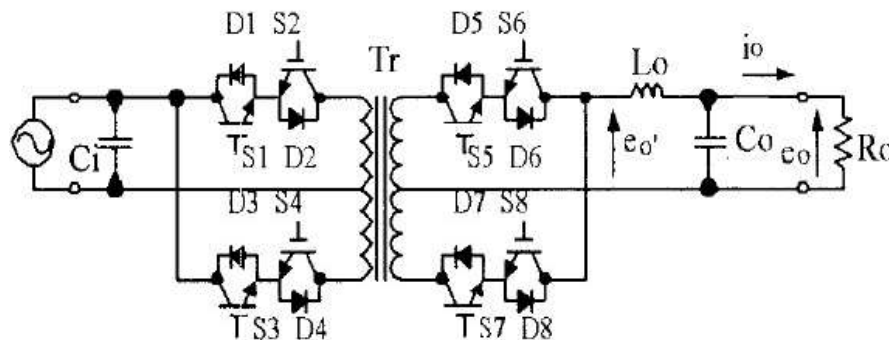 D1 S2
D5 S6
Tr
Lo
io
Ci
S1 D2
S5 D6
eo'
Co
eo
Ro
D3 S4
D7 S8
S3 D4
S7 D8